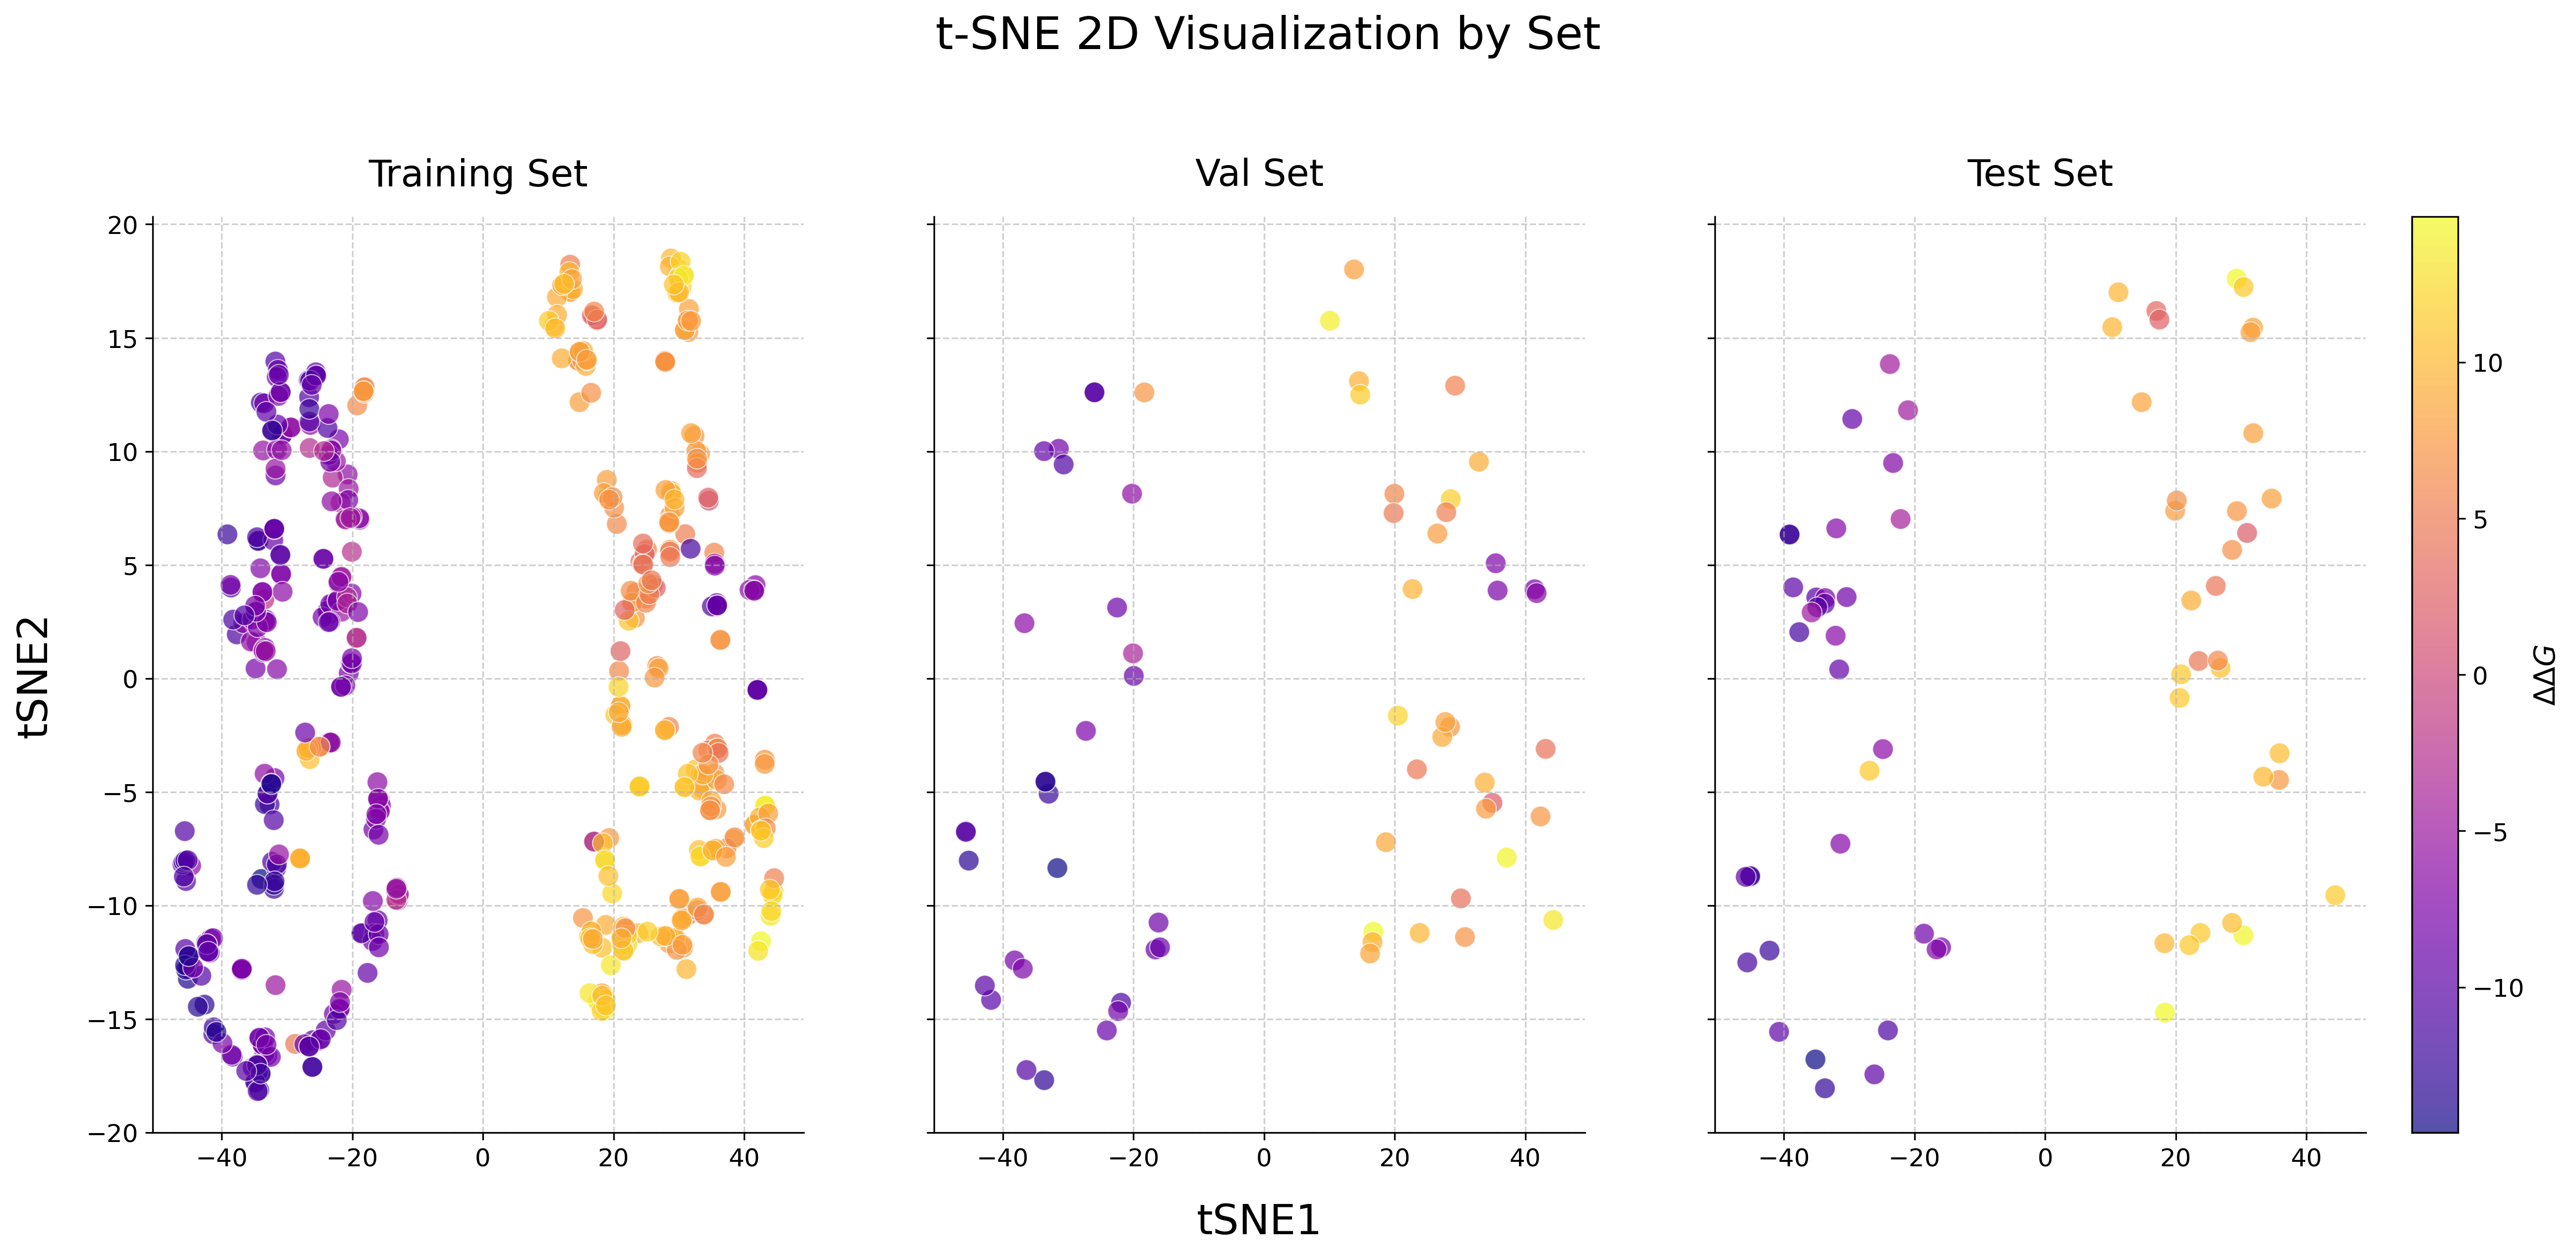 t-SNE 2D Visualization by Set
Training Set
Val Set
Test Set
20
15
10
5
0
−5
−10
−15
−20
tSNE2
−40 −20 0 20 40
−40 −20 0 20 40
−40 −20 0 20 40
tSNE1
10
5
0
−5
−10
ΔΔG